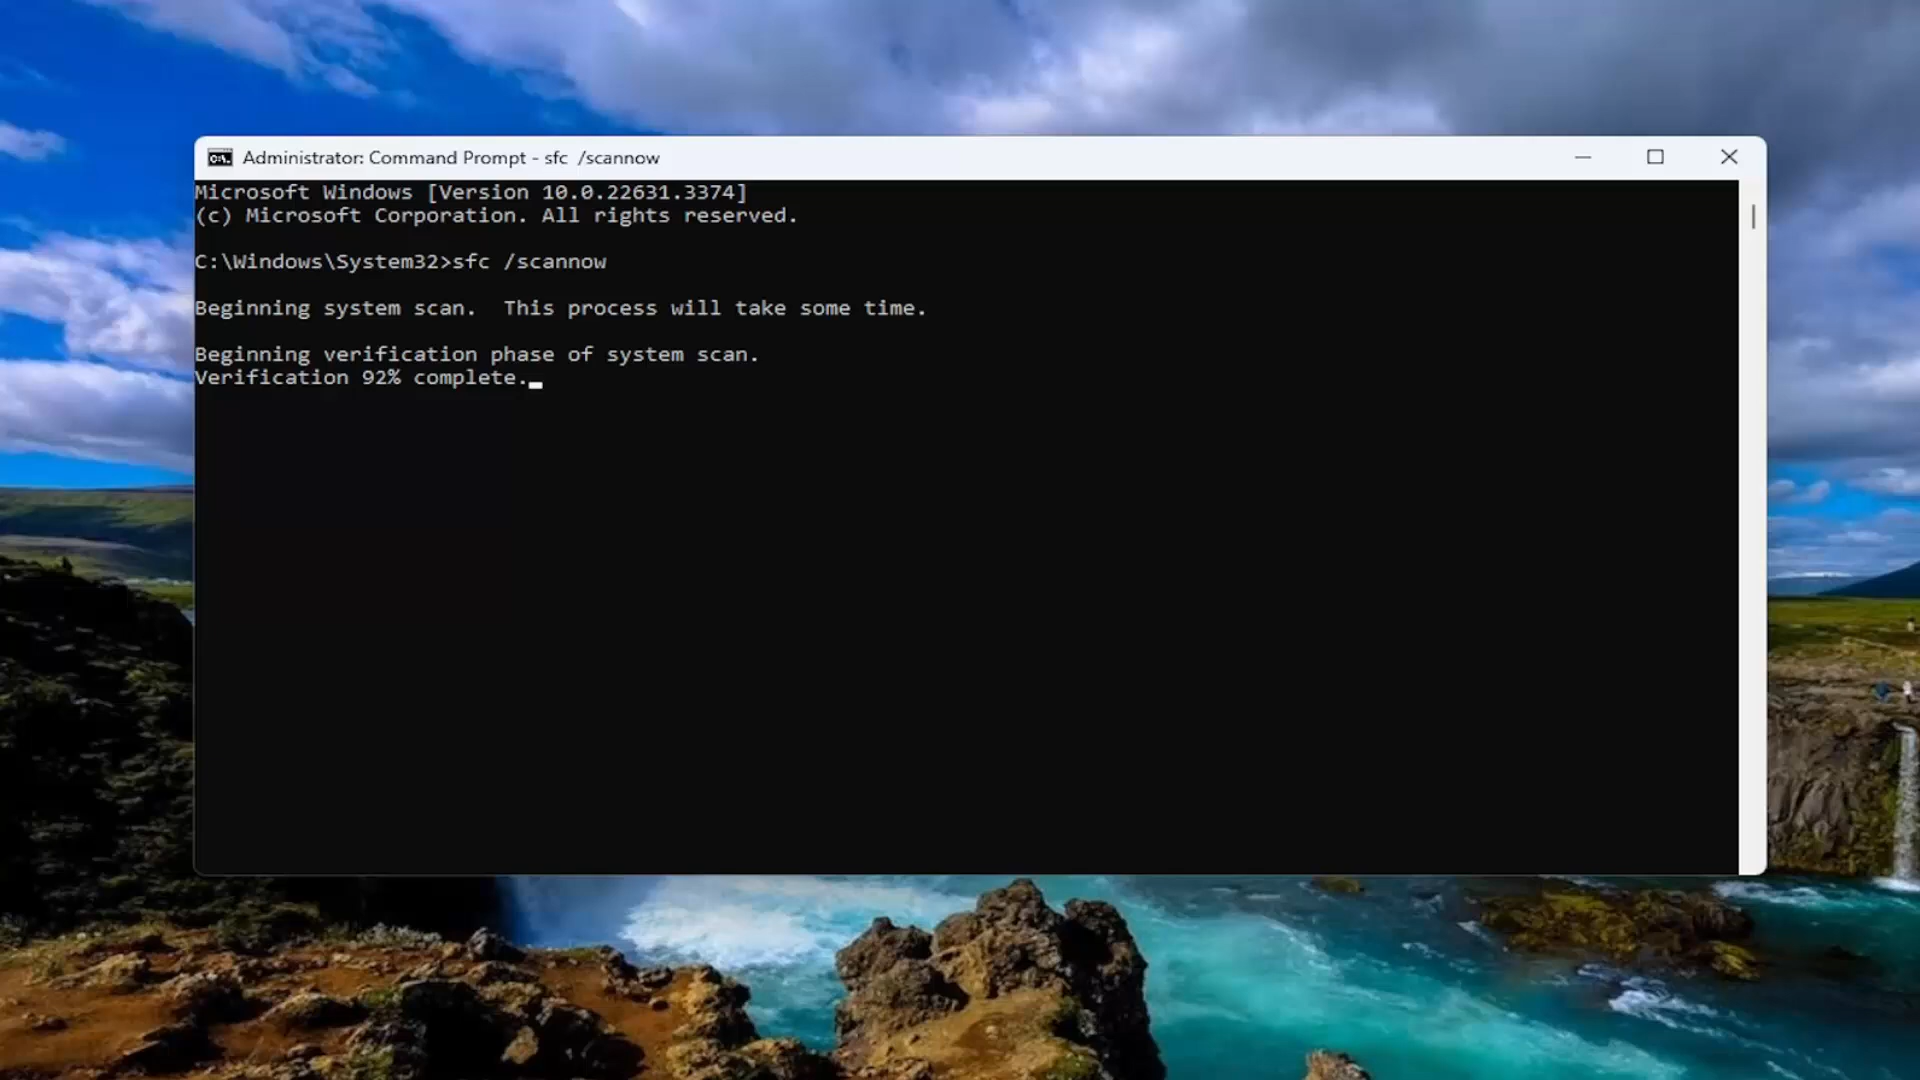 Administrator: Command Prompt - sfc  /scannow
Microsoft Windows [Version 10.0.22631.3374]
(c) Microsoft Corporation. All rights reserved.
C:\Windows\System32>sfc /scannow
Beginning system scan.  This process will take some time.
Beginning verification phase of system scan.
Verification 92% complete.